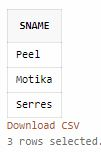 SNAME
Peel
Motika
Serres
Download CSV
3 rows selected.